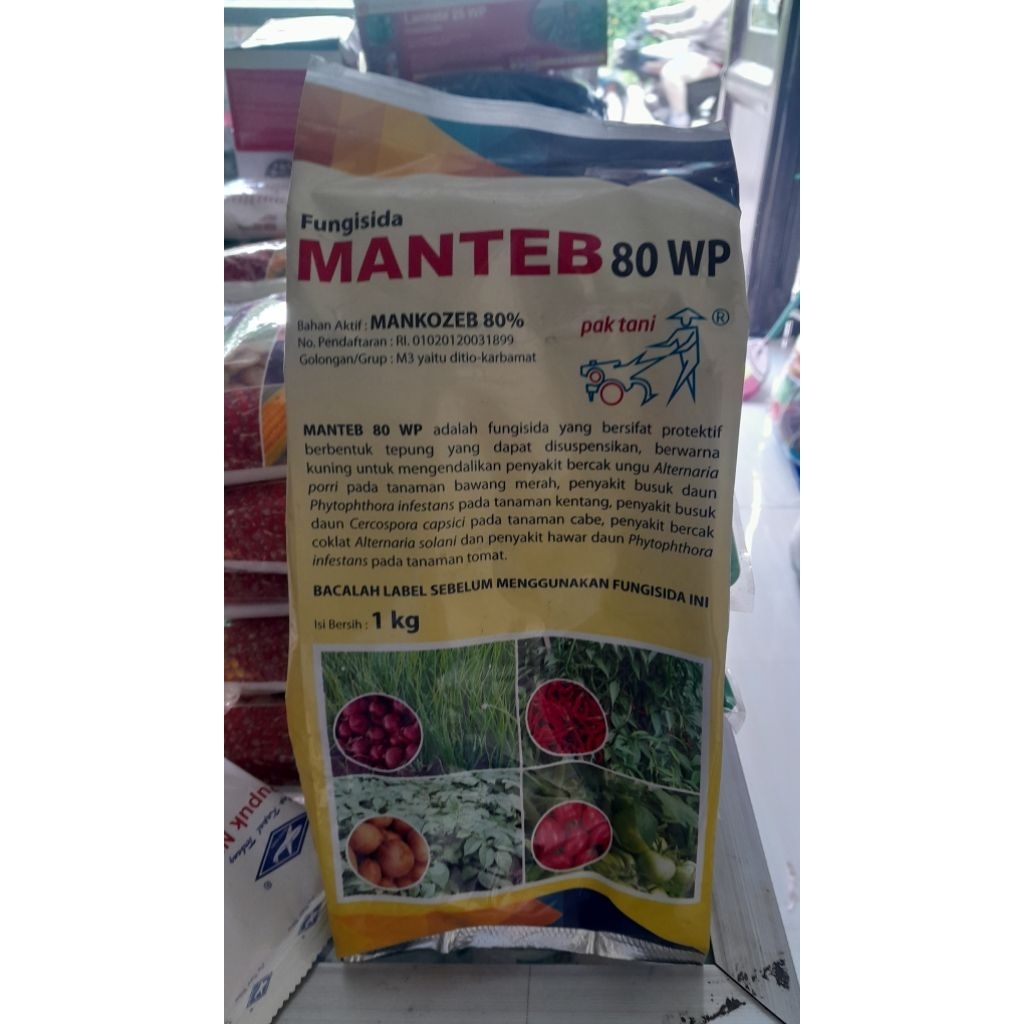 Lannate 25 WP
Fungisida
MANTEB 80 WP
Bahan Aktif : MANKOZEB 80%
No. Pendaftaran : RI. 01020120031899
Golongan/Grup : M3 yaitu ditio-karbamat
pak tani ®
MANTEB 80 WP adalah fungisida yang bersifat protektif
berbentuk tepung yang dapat disuspensikan, berwarna
kuning untuk mengendalikan penyakit bercak ungu Alternaria
porri pada tanaman bawang merah, penyakit busuk daun
Phytophthora infestans pada tanaman kentang, penyakit busuk
daun Cercospora capsici pada tanaman cabe, penyakit bercak
coklat Alternaria solani dan penyakit hawar daun Phytophthora
infestans pada tanaman tomat.
BACALAH LABEL SEBELUM MENGGUNAKAN FUNGISIDA INI
Isi Bersih : 1 kg